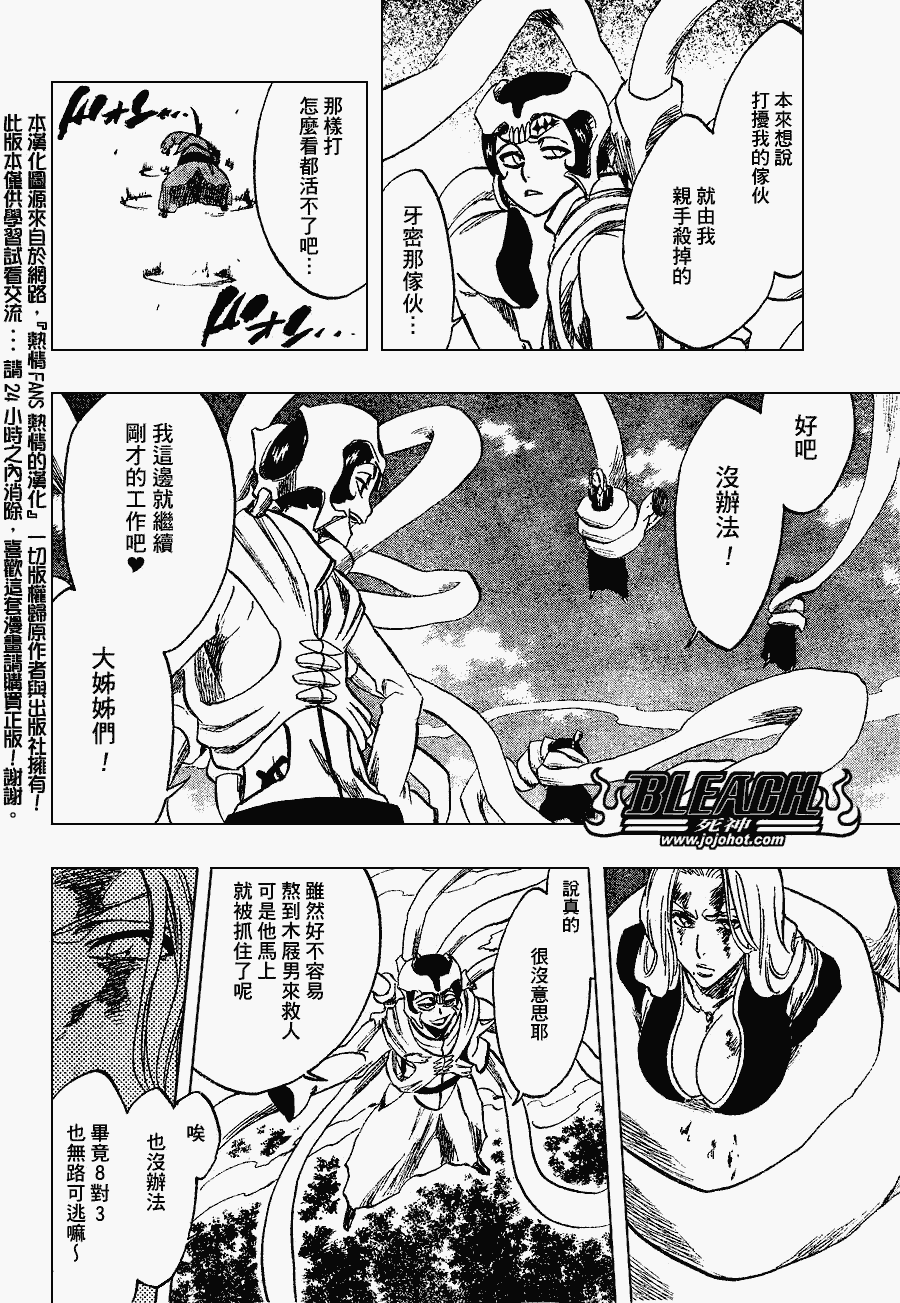 本來想說
打擾我的傢伙
就由我
親手殺掉的
牙密那傢伙…
那樣打
怎麼看都活不了吧…
オン…
オン…
好吧
沒辦法！
我這邊就繼續
剛才的工作吧♥
大姊姊們！
BLEACH
死神
www.jojohot.com
說真的
很沒意思耶
雖然好不容易
熬到木屐男來救人
可是他馬上
就被抓住了呢
唉
也沒辦法
畢竟8對3
也無路可逃嘛～
本漢化圖源來自於網路，『熱情FANS熱情的漢化』一切版權歸原作者與出版社擁有！
此版本僅供學習試看交流...請24小時之內消除，喜歡這套漫畫請購買正版！謝謝。